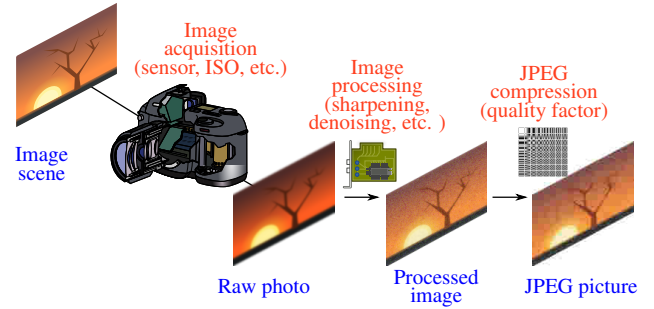 Image
acquisition
(sensor, ISO, etc.)
Image
processing
(sharpening,
denoising, etc. )
JPEG
compression
(quality factor)
Image
scene
Raw photo
Processed
image
JPEG picture